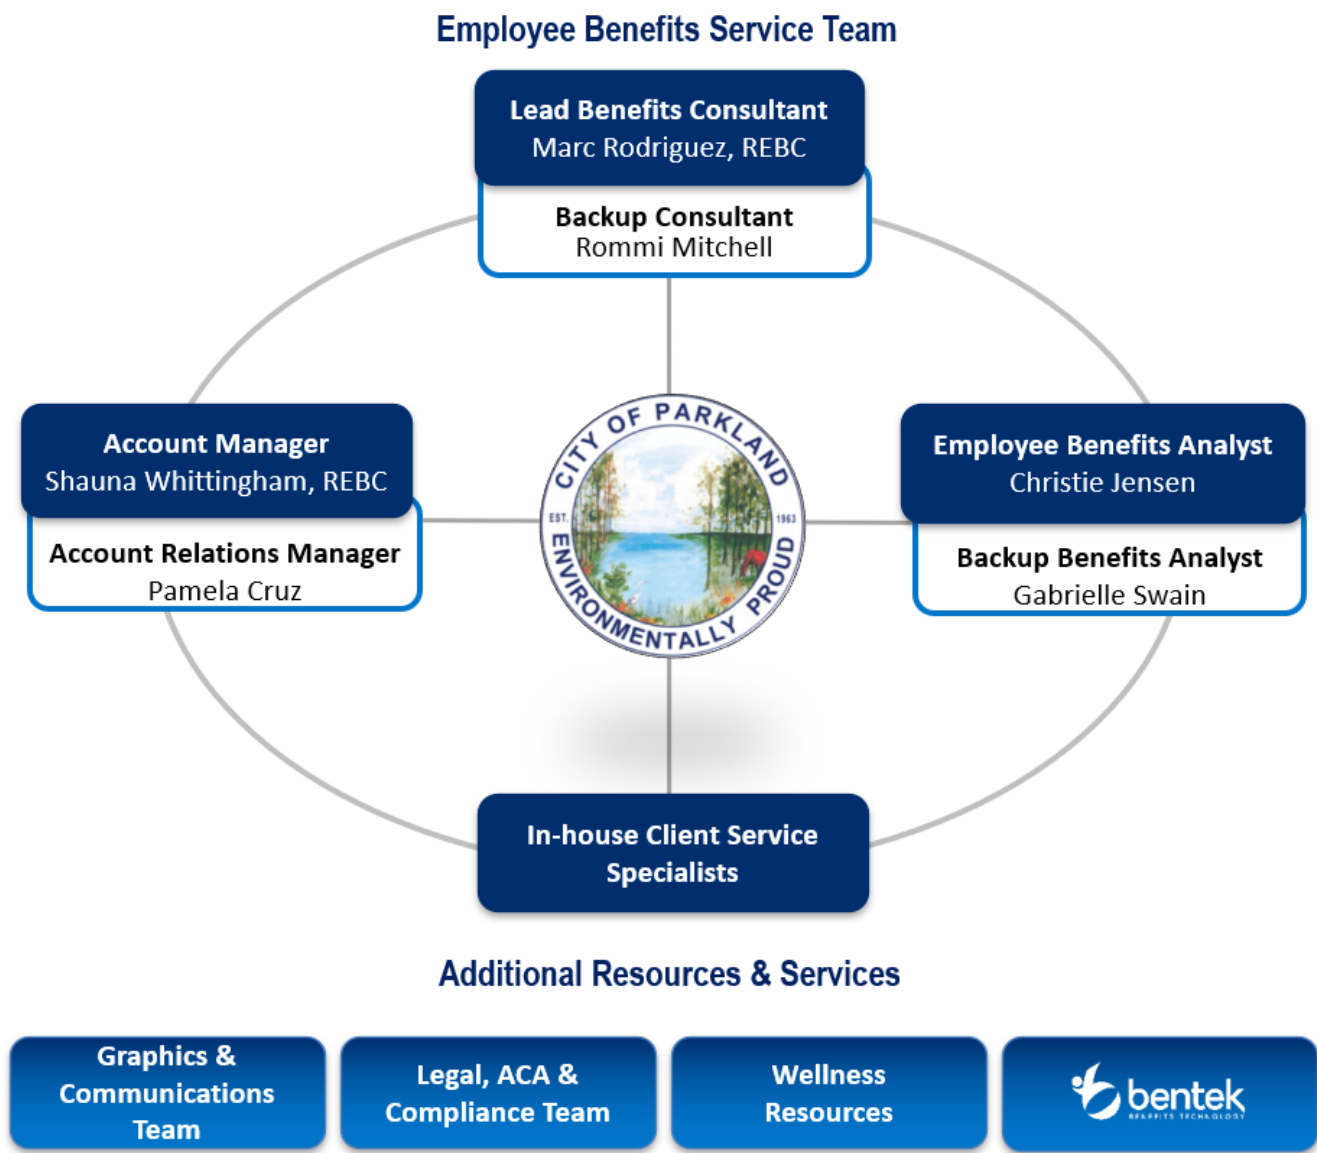 Employee Benefits Service Team
Lead Benefits Consultant
Marc Rodriguez, REBC
Backup Consultant
Rommi Mitchell
Account Manager
Shauna Whittingham, REBC
Account Relations Manager
Pamela Cruz
CITY OF PARKLAND
EST. 1963
ENVIRONMENTALLY PROUD
Employee Benefits Analyst
Christie Jensen
Backup Benefits Analyst
Gabrielle Swain
In-house Client Service
Specialists
Additional Resources & Services
Graphics &
Communications
Team
Legal, ACA &
Compliance Team
Wellness
Resources
bentek
BENEFITS TECHNOLOGY